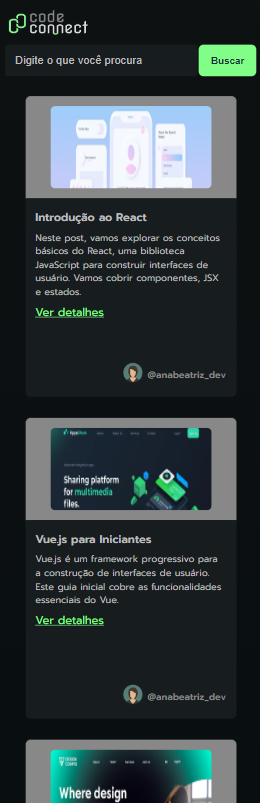 code
connect
Digite o que você procura
Buscar
Introdução ao React
Neste post, vamos explorar os conceitos
básicos do React, uma biblioteca
JavaScript para construir interfaces de
usuário. Vamos cobrir componentes, JSX
e estados.
Ver detalhes
@anabeatriz_dev
Sharing platform
for multimedia
files.
Vue.js para Iniciantes
Vue.js é um framework progressivo para
a construção de interfaces de usuário.
Este guia inicial cobre as funcionalidades
essenciais do Vue.
Ver detalhes
@anabeatriz_dev
Where design